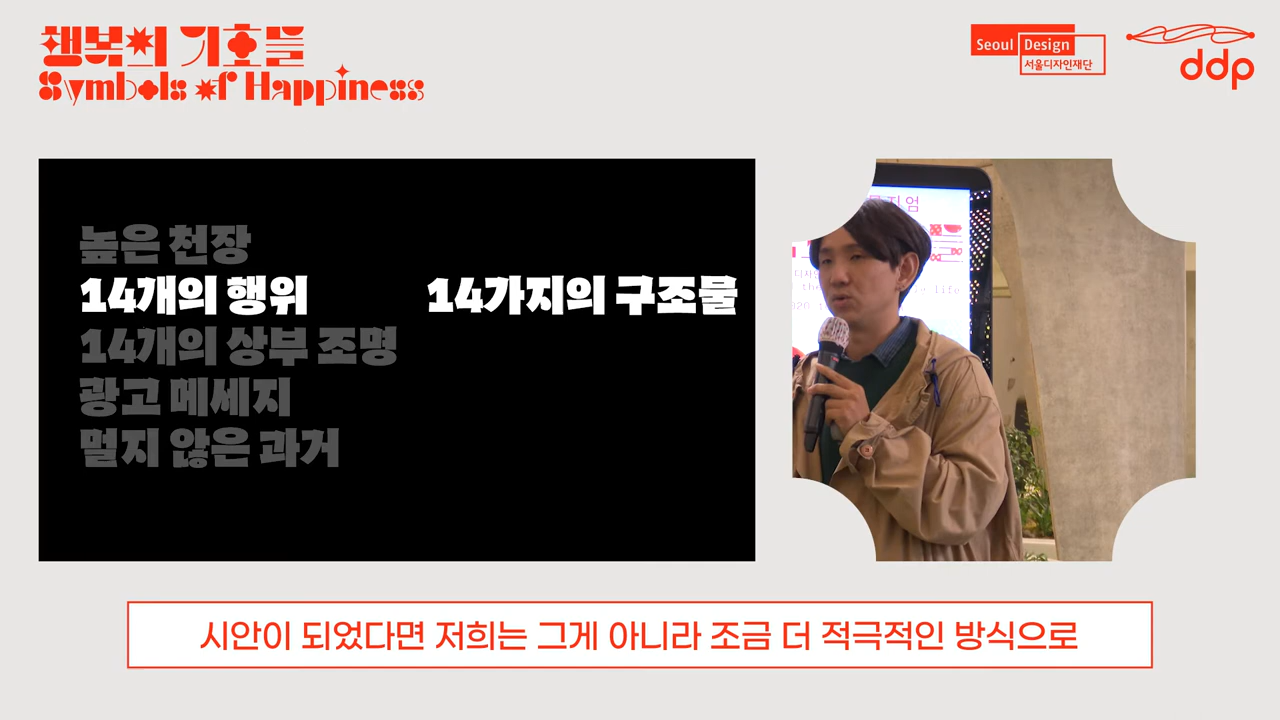 행복의 기호들
Symbols of Happiness
Seoul Design
서울디자인재단
ddp
높은 천장
14개의 행위 14가지의 구조물
14개의 상부 조명
광고 메세지
멀지 않은 과거
시안이 되었다면 저희는 그게 아니라 조금 더 적극적인 방식으로